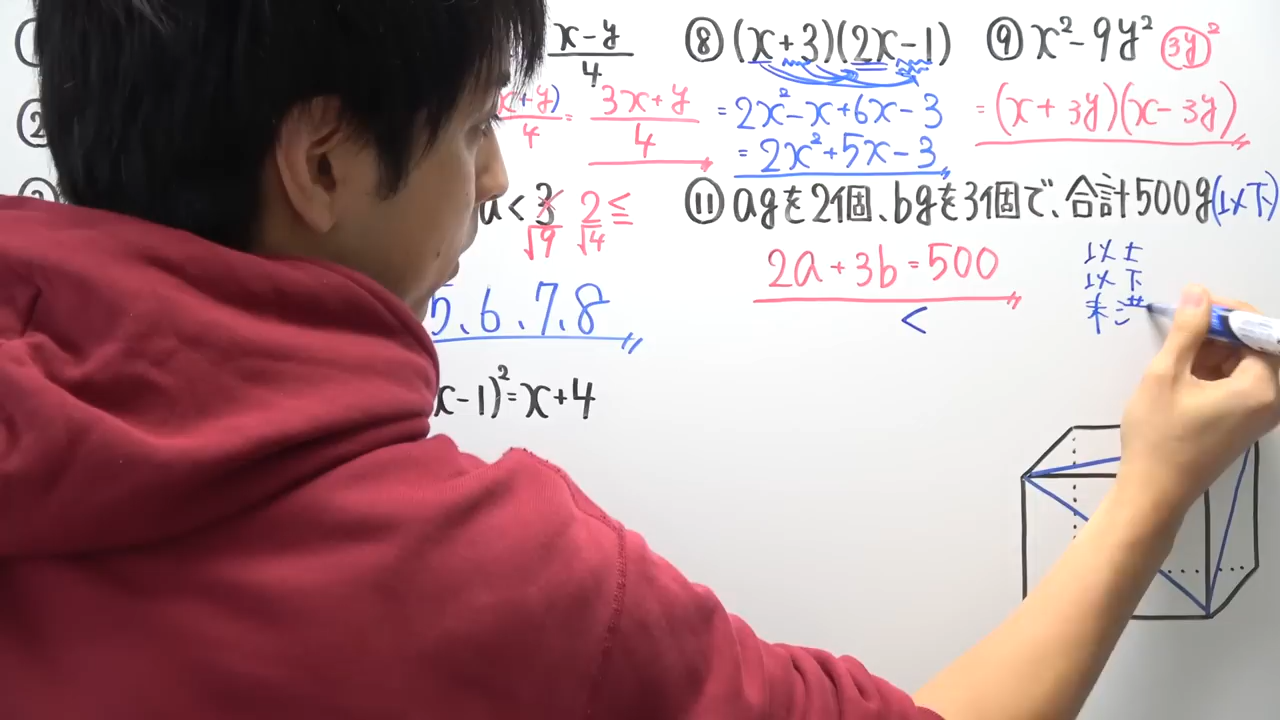 x-y/4
⑧ (x+3)(2x-1)
= 2x²-x+6x-3
= 2x²+5x-3
⑨ x²-9y² (3y)²
= (x+3y)(x-3y)
x+y)/4 = 3x+y/4
a<3 2≤
√9 √4
5、6、7、8
x-1)²=x+4
⑪ agを2個、bgを3個で、合計500g(以下)
2a+3b=500
<
以上
以下
未